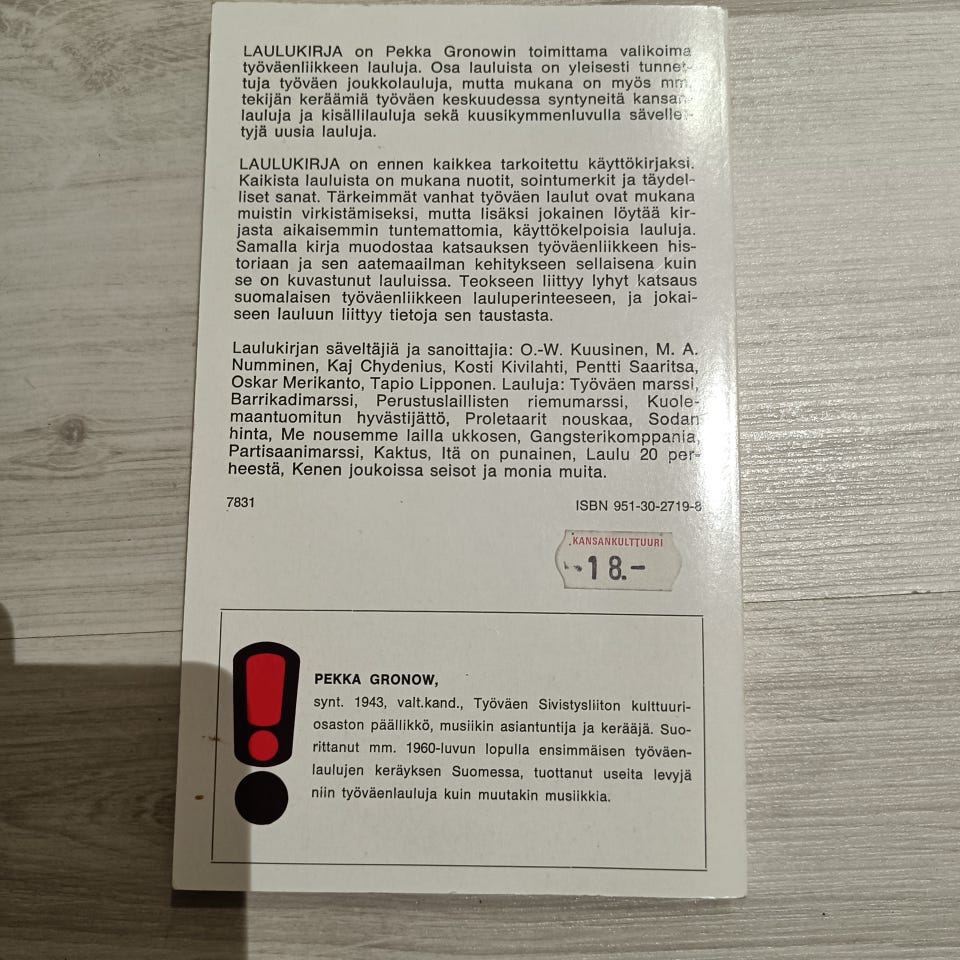 LAULUKIRJA on Pekka Gronowin toimittama valikoima
työväenliikkeen lauluja. Osa lauluista on yleisesti tunnet-
tuja työväen joukkolauluja, mutta mukana on myös mm.
tekijän keräämiä työväen keskuudessa syntyneitä kansan-
lauluja ja kisällilauluja sekä kuusikymmenluvulla sävellet-
tyjä uusia lauluja.
LAULUKIRJA on ennen kaikkea tarkoitettu käyttökirjaksi.
Kaikista lauluista on mukana nuotit, sointumerkit ja täydel-
liset sanat. Tärkeimmät vanhat työväen laulut ovat mukana
muistin virkistämiseksi, mutta lisäksi jokainen löytää kir-
jasta aikaisemmin tuntemattomia, käyttökelpoisia lauluja.
Samalla kirja muodostaa katsauksen työväenliikkeen his-
toriaan ja sen aatemaailman kehitykseen sellaisena kuin
se on kuvastunut lauluissa. Teokseen liittyy lyhyt katsaus
suomalaisen työväenliikkeen lauluperinteeseen, ja jokai-
seen lauluun liittyy tietoja sen taustasta.
Laulukirjan säveltäjiä ja sanoittajia: O.-W. Kuusinen, M. A.
Numminen, Kaj Chydenius, Kosti Kivilahti, Pentti Saaritsa,
Oskar Merikanto, Tapio Lipponen. Lauluja: Työväen marssi,
Barrikadimarssi, Perustuslaillisten riemumarssi, Kuole-
maantuomitun hyvästijättö, Proletaarit nouskaa, Sodan
hinta, Me nousemme lailla ukkosen, Gangsterikomppania,
Partisaanimarssi, Kaktus, Itä on punainen, Laulu 20 per-
heestä, Kenen joukoissa seisot ja monia muita.
7831 ISBN 951-30-2719-8
KANSANKULTTUURI
18.-
PEKKA GRONOW,
synt. 1943, valt.kand., Työväen Sivistysliiton kulttuuri-
osaston päällikkö, musiikin asiantuntija ja kerääjä. Suo-
rittanut mm. 1960-luvun lopulla ensimmäisen työväen-
laulujen keräyksen Suomessa, tuottanut useita levyjä
niin työväenlauluja kuin muutakin musiikkia.